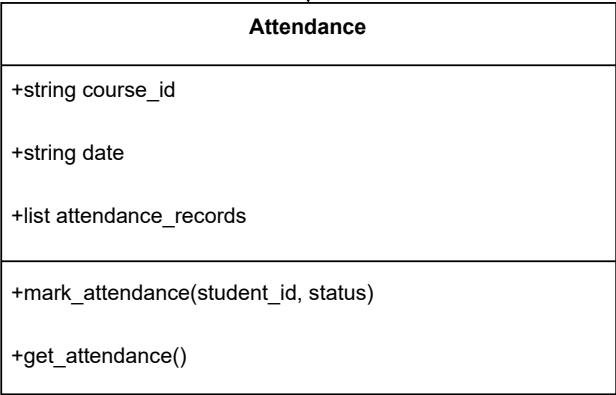 Attendance
+string course_id
+string date
+list attendance_records
+mark_attendance(student_id, status)
+get_attendance()